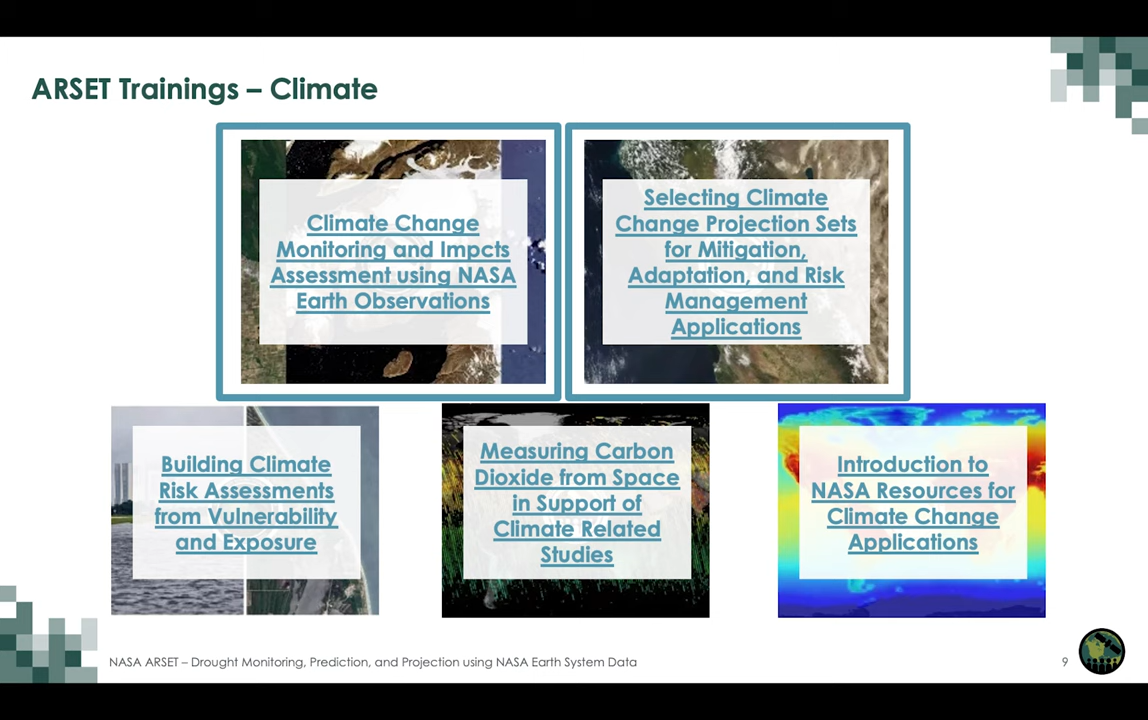 ARSET Trainings – Climate
Climate Change
Monitoring and Impcts
Assessment using NASA
Earth Observations
Selecting Climate
Change Projection Sets
for Mitigation,
Adaptation, and Risk
Management
Applications
Building Climate
Risk Assessments
from Vulnerability
and Exposure
Measuring Carbon
Dioxide from Space
in Support of
Climate Related
Studies
Introduction to
NASA Resources for
Climate Change
Applications
NASA ARSET – Drought Monitoring, Prediction, and Projection using NASA Earth System Data
9